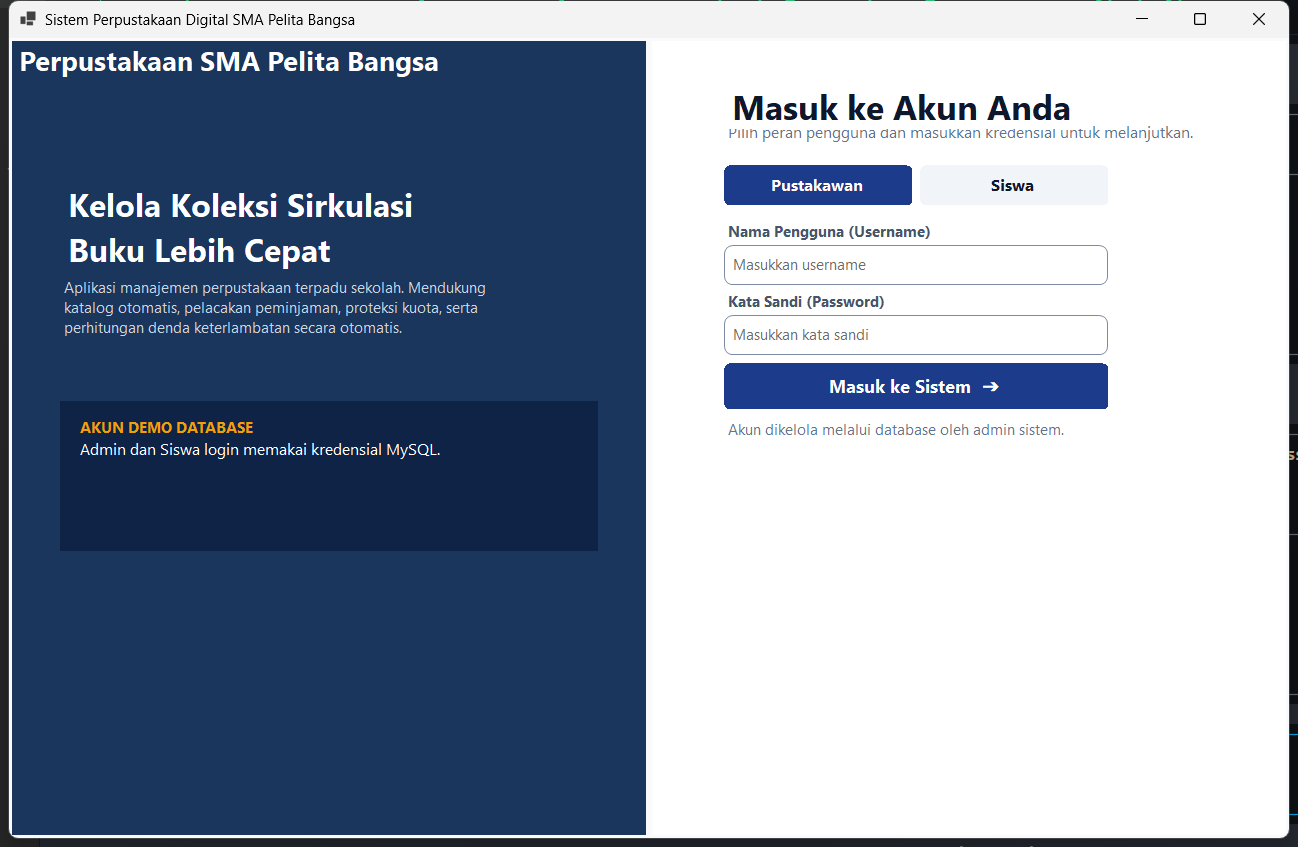 Sistem Perpustakaan Digital SMA Pelita Bangsa
Perpustakaan SMA Pelita Bangsa
Kelola Koleksi Sirkulasi
Buku Lebih Cepat
Aplikasi manajemen perpustakaan terpadu sekolah. Mendukung
katalog otomatis, pelacakan peminjaman, proteksi kuota, serta
perhitungan denda keterlambatan secara otomatis.
AKUN DEMO DATABASE
Admin dan Siswa login memakai kredensial MySQL.
Masuk ke Akun Anda
Pilih peran pengguna dan masukkan kredensial untuk melanjutkan.
Pustakawan
Siswa
Nama Pengguna (Username)
Masukkan username
Kata Sandi (Password)
Masukkan kata sandi
Masuk ke Sistem ➔
Akun dikelola melalui database oleh admin sistem.